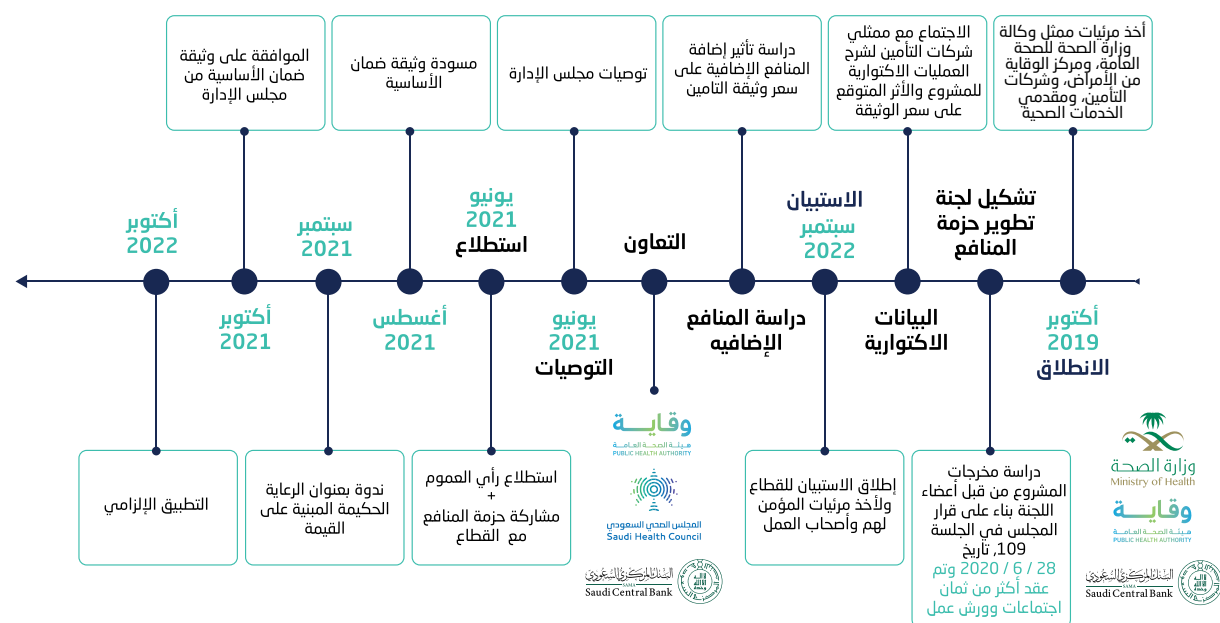 أخذ مرئيات ممثل وكالة
وزارة الصحة للصحة
العامة، ومركز الوقاية
من الأمراض، وشركات
التأمين، ومقدمي
الخدمات الصحية
الاجتماع مع ممثلي
شركات التأمين لشرح
العمليات الاكتوارية
للمشروع والأثر المتوقع
على سعر الوثيقة
دراسة تأثير إضافة
المنافع الإضافية على
سعر وثيقة التامين
توصيات مجلس الإدارة
مسودة وثيقة ضمان
الأساسية
الموافقة على وثيقة
ضمان الأساسية من
مجلس الإدارة
تشكيل لجنة
تطوير حزمة
المنافع
الاستبيان
سبتمبر
2022
التعاون
يونيو
2021
استطلاع
سبتمبر
2021
أكتوبر
2022
أكتوبر
2019
الانطلاق
البيانات
الاكتوارية
دراسة المنافع
الإضافيه
يونيو
2021
التوصيات
أغسطس
2021
أكتوبر
2021
وزارة الصحة
Ministry of Health
وقاية
هيئة الصحة العامة
PUBLIC HEALTH AUTHORITY
البنك المركزي السعودي
SAMA
Saudi Central Bank
دراسة مخرجات
المشروع من قبل أعضاء
اللجنة بناء على قرار
المجلس في الجلسة
109, تأريخ
28 / 6 / 2020 وتم
عقد أكثر من ثمان
اجتماعات وورش عمل
إطلاق الاستبيان للقطاع
ولأخذ مرئيات المؤمن
لهم وأصحاب العمل
وقاية
هيئة الصحة العامة
PUBLIC HEALTH AUTHORITY
المجلس الصحي السعودي
Saudi Health Council
البنك المركزي السعودي
SAMA
Saudi Central Bank
استطلاع رأي العموم
+
مشاركة حزمة المنافع
مع القطاع
ندوة بعنوان الرعاية
الحكيمة المبنية على
القيمة
التطبيق الإلزامي